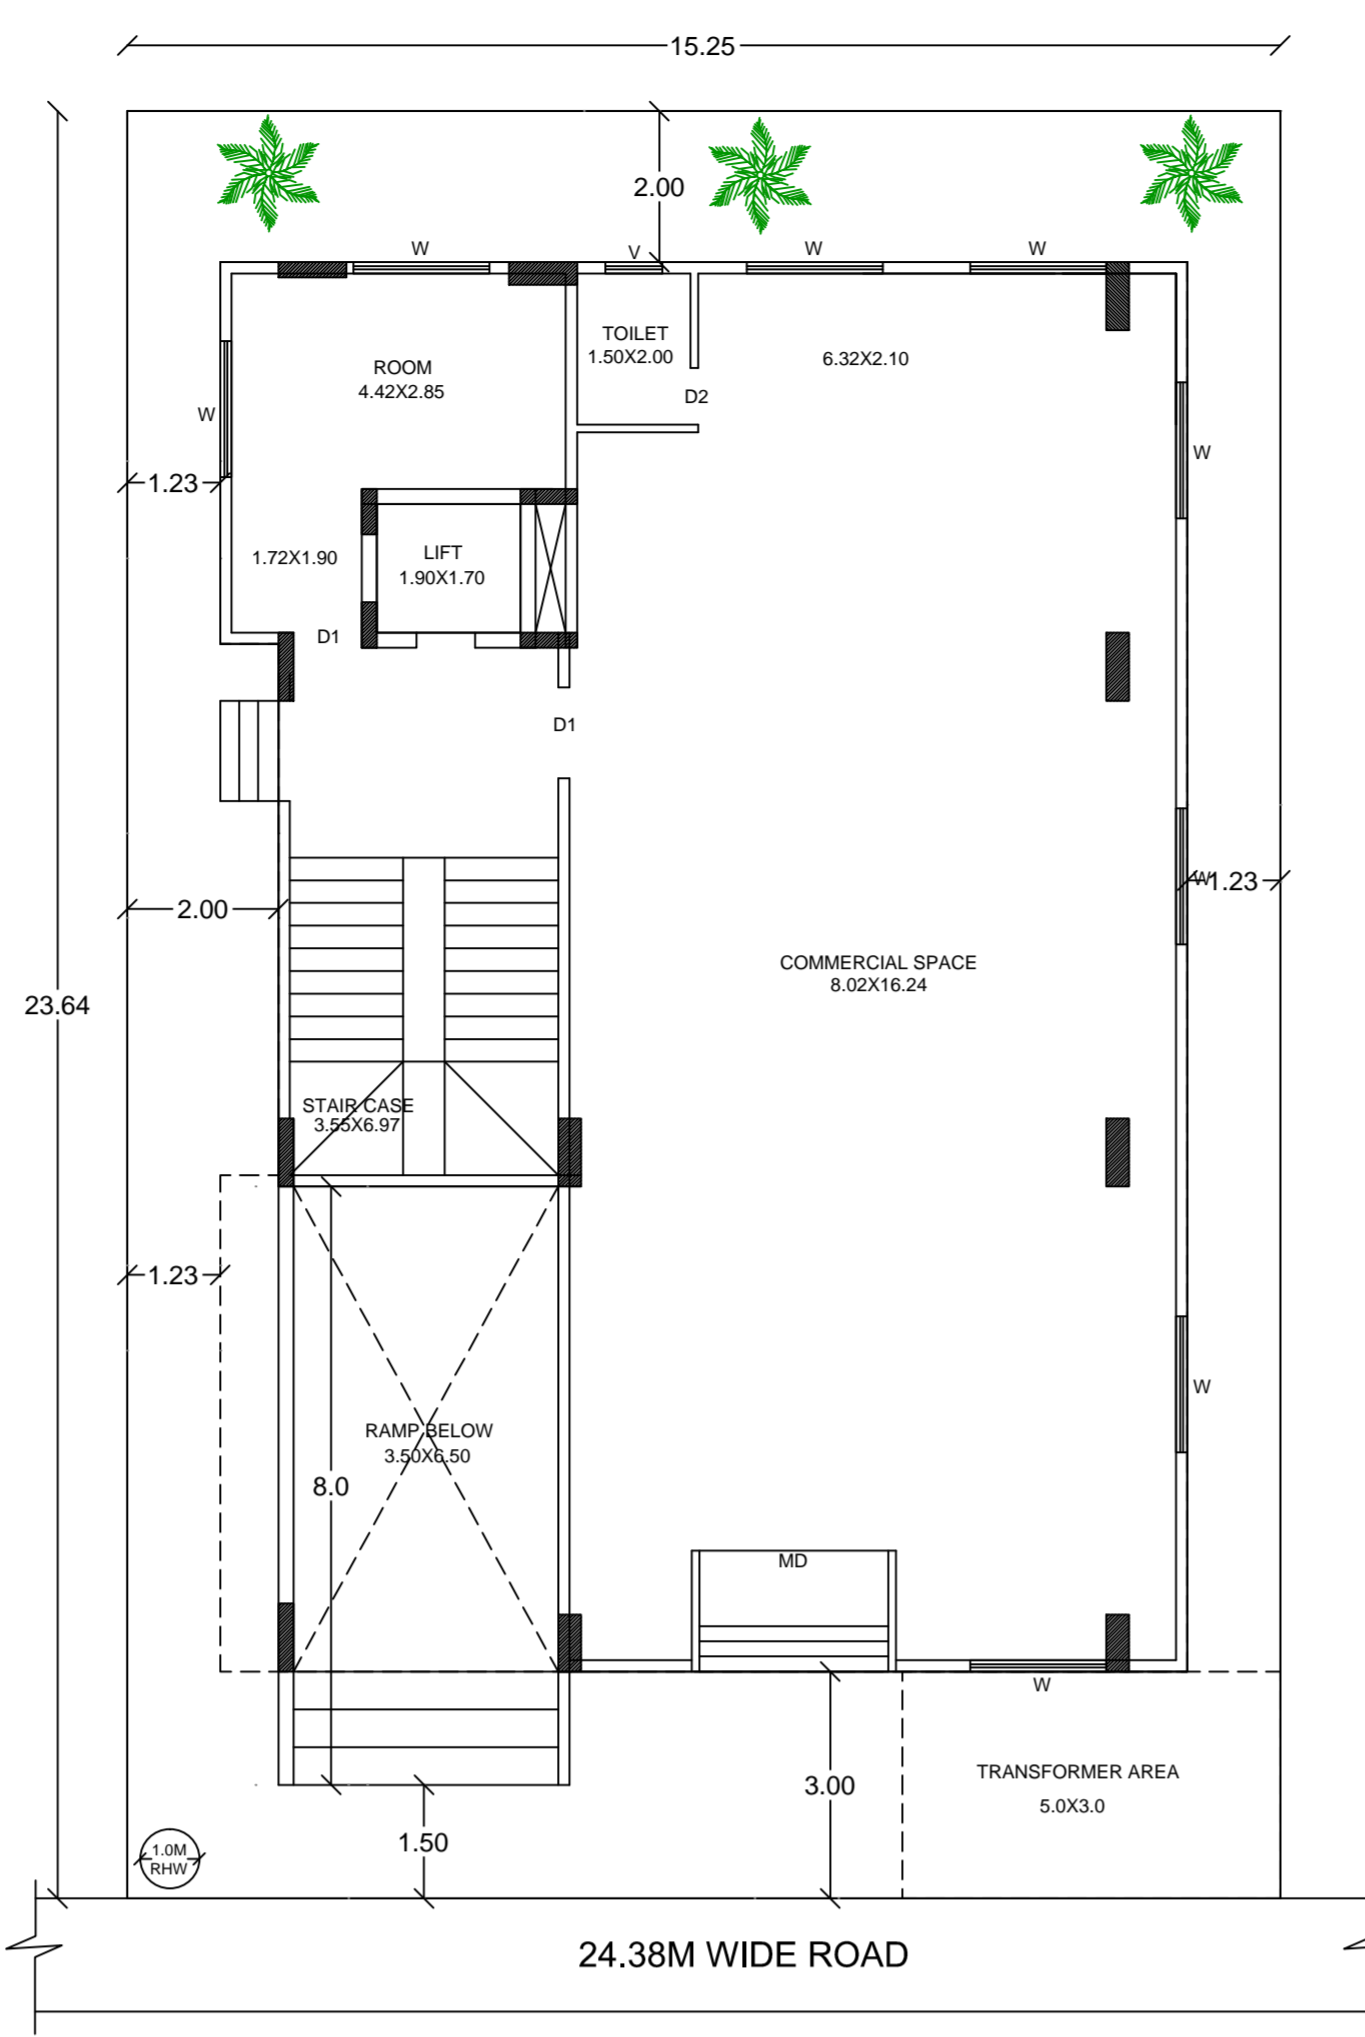 15.25
2.00
W
V
W
W
TOILET
1.50X2.00
6.32X2.10
ROOM
4.42X2.85
D2
W
W
1.23
LIFT
1.90X1.70
1.72X1.90
D1
D1
W
1.23
2.00
COMMERCIAL SPACE
8.02X16.24
23.64
STAIR CASE
3.55X6.97
1.23
W
RAMP BELOW
3.50X6.50
8.0
MD
W
TRANSFORMER AREA
5.0X3.0
3.00
1.50
1.0M
RHW
24.38M WIDE ROAD